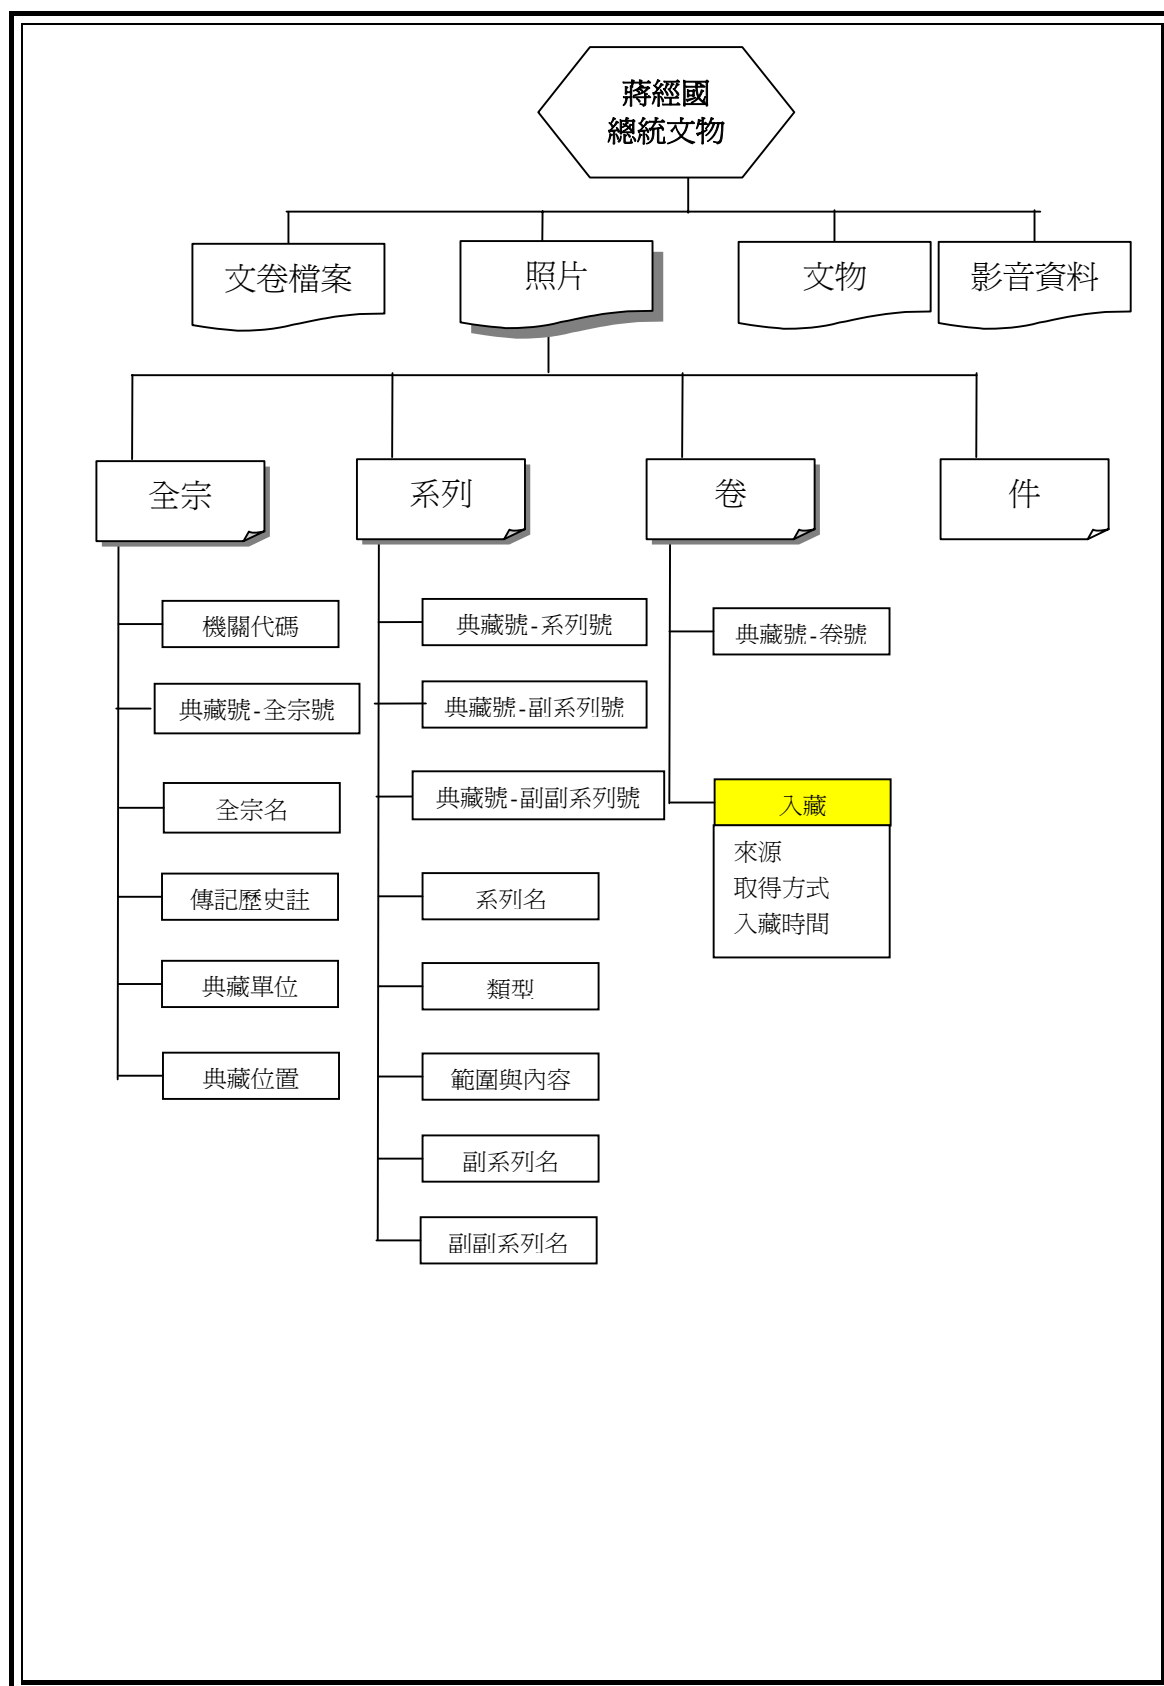 蔣經國
總統文物
文卷檔案
照片
文物
影音資料
全宗
系列
卷
件
機關代碼
典藏號-全宗號
全宗名
傳記歷史註
典藏單位
典藏位置
典藏號-系列號
典藏號-副系列號
典藏號-副副系列號
系列名
類型
範圍與內容
副系列名
副副系列名
典藏號-卷號
入藏
來源
取得方式
入藏時間